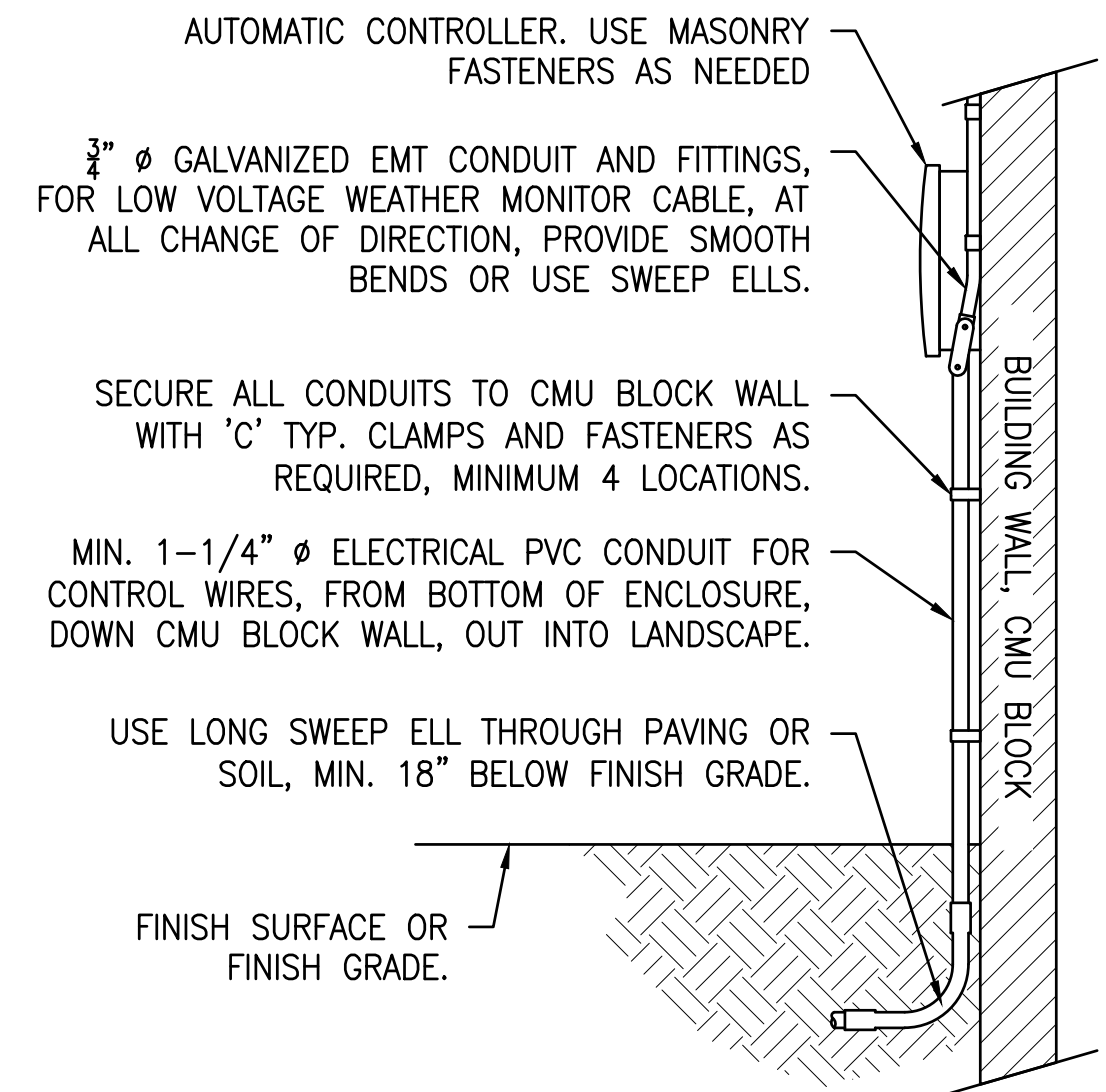 AUTOMATIC CONTROLLER. USE MASONRY
FASTENERS AS NEEDED
3/4" ø GALVANIZED EMT CONDUIT AND FITTINGS,
FOR LOW VOLTAGE WEATHER MONITOR CABLE, AT
ALL CHANGE OF DIRECTION, PROVIDE SMOOTH
BENDS OR USE SWEEP ELLS.
SECURE ALL CONDUITS TO CMU BLOCK WALL
WITH 'C' TYP. CLAMPS AND FASTENERS AS
REQUIRED, MINIMUM 4 LOCATIONS.
MIN. 1-1/4" ø ELECTRICAL PVC CONDUIT FOR
CONTROL WIRES, FROM BOTTOM OF ENCLOSURE,
DOWN CMU BLOCK WALL, OUT INTO LANDSCAPE.
USE LONG SWEEP ELL THROUGH PAVING OR
SOIL, MIN. 18" BELOW FINISH GRADE.
FINISH SURFACE OR
FINISH GRADE.
BUILDING WALL, CMU BLOCK